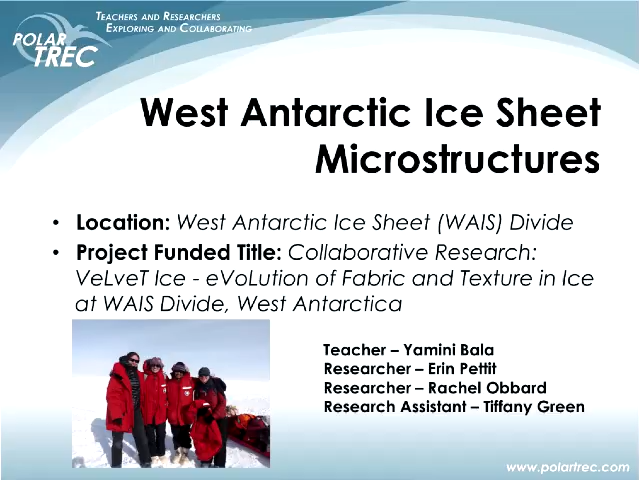 TEACHERS AND RESEARCHERS
EXPLORING AND COLLABORATING
POLAR
TREC
West Antarctic Ice Sheet
Microstructures
• Location: West Antarctic Ice Sheet (WAIS) Divide
• Project Funded Title: Collaborative Research:
VeLveT Ice - eVoLution of Fabric and Texture in Ice
at WAIS Divide, West Antarctica
Teacher – Yamini Bala
Researcher – Erin Pettit
Researcher – Rachel Obbard
Research Assistant – Tiffany Green
www.polartrec.com